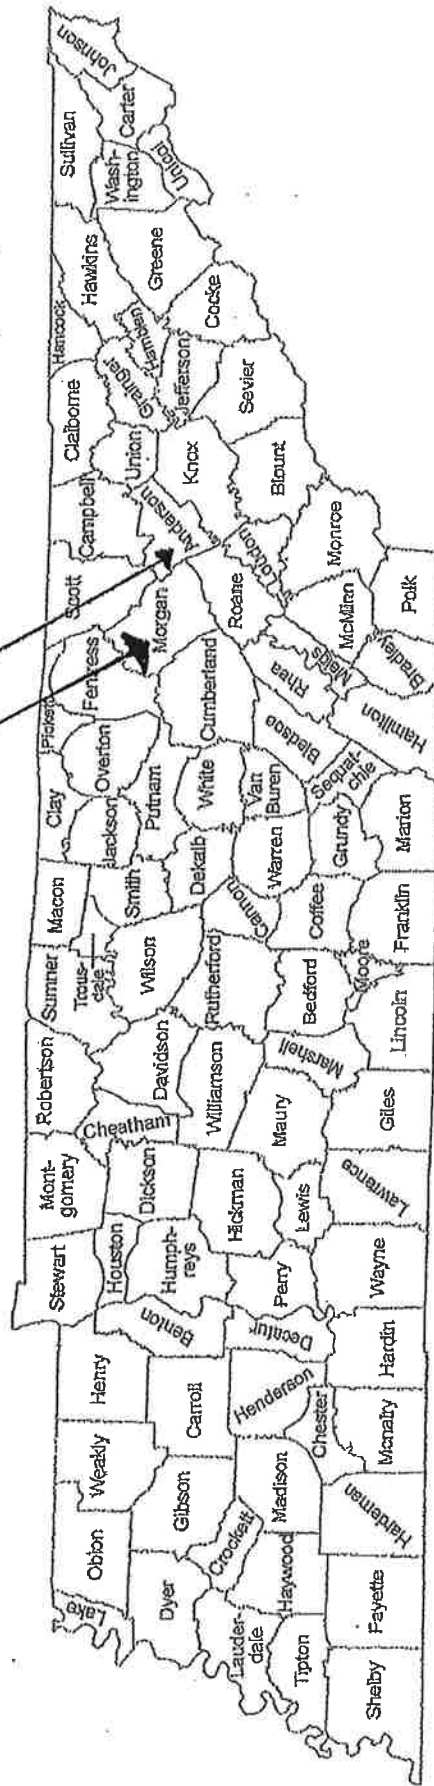 Lake
Obion
Weakly
Henry
Stewart
Mont-
gomery
Robertson
Sumner
Macon
Trous-
dale
Clay
Pickett
Fentress
Scott
Campbell
Claiborne
Hancock
Hawkins
Sullivan
Johnson
Carter
Wash-
ington
Unicoi
Greene
Cocke
Hamblen
Grainger
Jefferson
Union
Sevier
Knox
Anderson
Blount
Morgan
Roane
Loudon
Monroe
McMinn
Polk
Bradley
Meigs
Rhea
Hamilton
Cumberland
Bledsoe
Sequat-
chie
Overton
Jackson
Putnam
White
Van
Buren
Smith
Dekalb
Warren
Grundy
Marion
Wilson
Cannon
Coffee
Franklin
Rutherford
Bedford
Moore
Lincoln
Davidson
Williamson
Marshall
Cheatham
Dickson
Maury
Giles
Houston
Humph-
reys
Hickman
Lewis
Lawrence
Benton
Perry
Wayne
Decatur
Hardin
Carroll
Henderson
Chester
Mcnairy
Gibson
Madison
Hardeman
Dyer
Crockett
Haywood
Fayette
Lauder-
dale
Tipton
Shelby